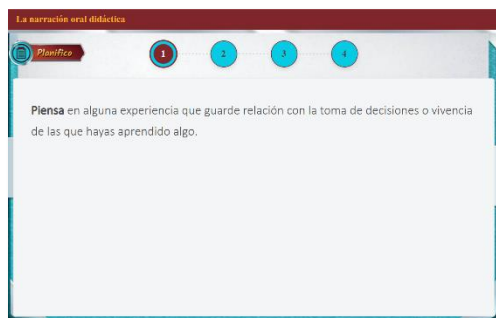 La narración oral didáctica
Planifico
1 2 3 4
Piensa en alguna experiencia que guarde relación con la toma de decisiones o vivencia
de las que hayas aprendido algo.